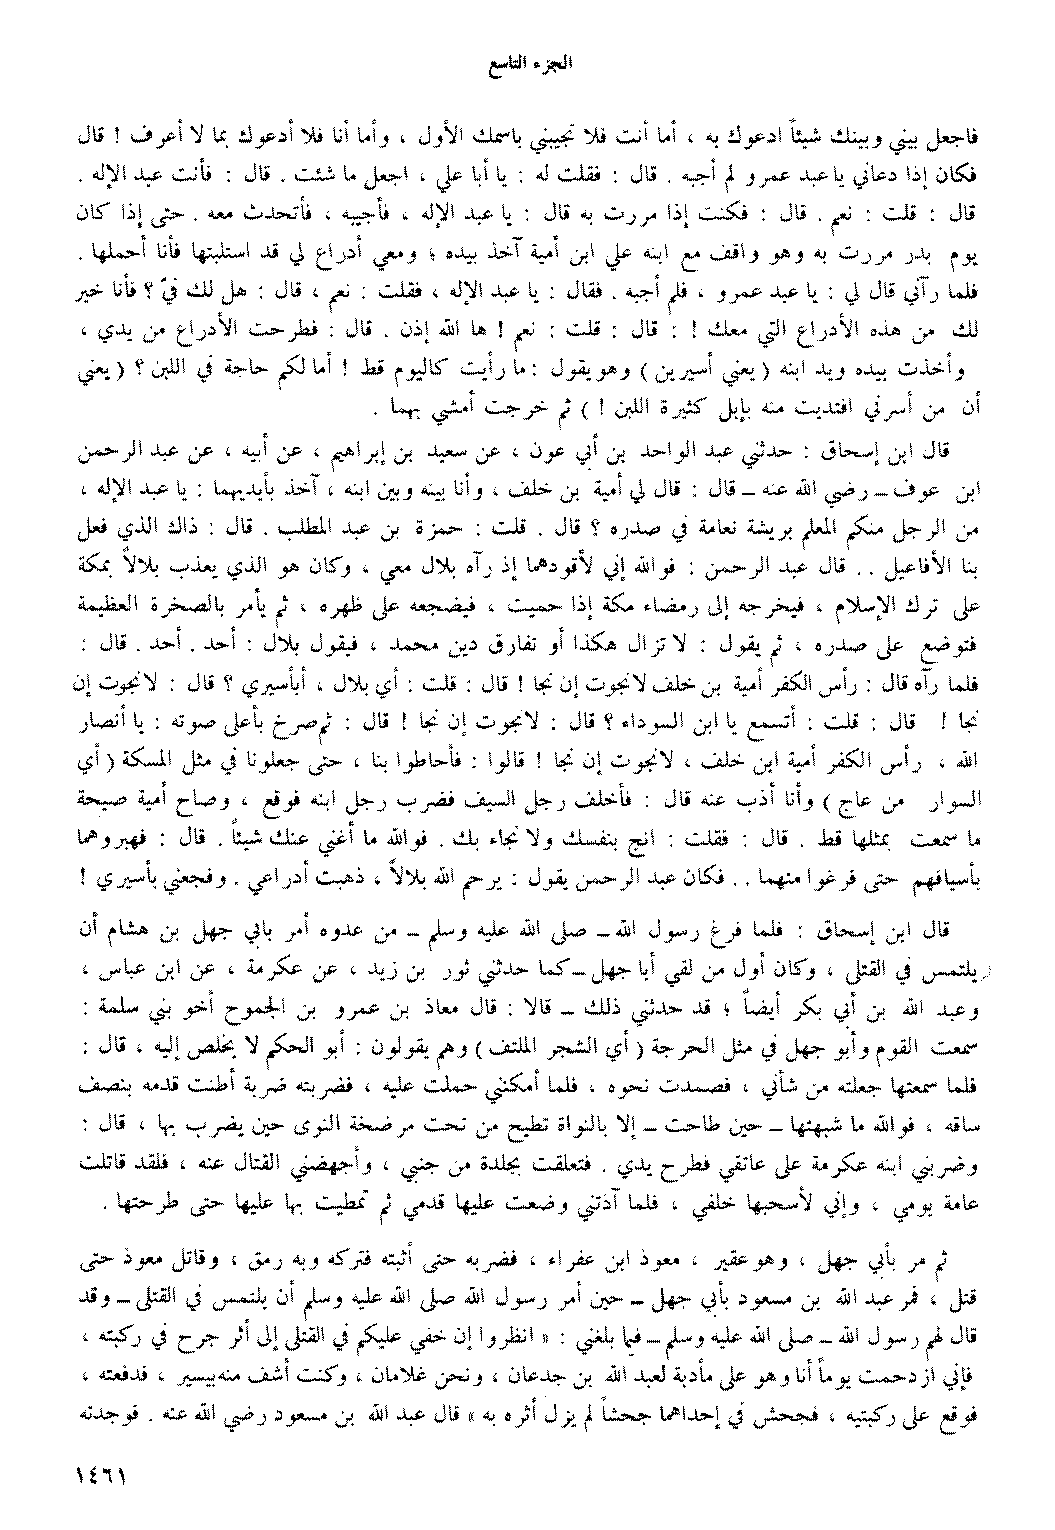 الجزء التاسع
فاجعل بيني وبينك شيئاً ادعوك به ، أما أنت فلا تجيبني باسمك الأول ، وأما أنا فلا أدعوك بما لا أعرف ! قال
فكان إذا دعاني يا عبد عمرو لم أجبه . قال : فقلت له : يا أبا علي ، اجعل ما شئت . قال : فأنت عبد الإله .
قال : قلت : نعم . قال : فكنت إذا مررت به قال : يا عبد الإله ، فأجيبه ، فأتحدث معه . حتى إذا كان
يوم بدر مررت به وهو واقف مع ابنه علي ابن أمية آخذ بيده ؛ ومعي أدراع لي قد استلبتها فأنا أحملها .
فلما رآني قال لي : يا عبد عمرو ، فلم أجبه . فقال : يا عبد الإله ، فقلت : نعم ، قال : هل لك فيّ ؟ فأنا خير
لك من هذه الأدراع التي معك ! : قال : قلت : نعم ! ها الله إذن . قال : فطرحت الأدراع من يدي ،
وأخذت بيده ويد ابنه ( يعني أسيرين ) وهو يقول : ما رأيت كاليوم قط ! أما لكم حاجة في اللبن ؟ ( يعني
أن من أسرني افتديت منه بإبل كثيرة اللبن ! ) ثم خرجت أمشي بهما .
قال ابن إسحاق : حدثني عبد الواحد بن أبي عون ، عن سعيد بن إبراهيم ، عن أبيه ، عن عبد الرحمن
ابن عوف – رضي الله عنه – قال : قال لي أمية بن خلف ، وأنا بينه وبين ابنه ، آخذ بأيديهما : يا عبد الإله ،
من الرجل منكم المعلم بريشة نعامة في صدره ؟ قال . قلت : حمزة بن عبد المطلب . قال : ذاك الذي فعل
بنا الأفاعيل .. قال عبد الرحمن : فوالله إني لأقودهما إذ رآه بلال معي ، وكان هو الذي يعذب بلالاً بمكة
على ترك الإسلام ، فيخرجه إلى رمضاء مكة إذا حميت ، فيضجعه على ظهره ، ثم يأمر بالصخرة العظيمة
فتوضع على صدره ، ثم يقول : لا تزال هكذا أو تفارق دين محمد ، فيقول بلال : أحد . أحد . قال :
فلما رآه قال : رأس الكفر أمية بن خلف لانجوت إن نجا ! قال : قلت : أي بلال ، أبأسيري ؟ قال : لانجوت إن
نجا ! قال : قلت : أتسمع يا ابن السوداء ؟ قال : لانجوت إن نجا ! قال : ثم صرخ بأعلى صوته : يا أنصار
الله ، رأس الكفر أمية ابن خلف ، لانجوت إن نجا ! قالوا : فأحاطوا بنا ، حتى جعلونا في مثل المسكة ( أي
السوار من عاج ) وأنا أذب عنه قال : فأخلف رجل السيف فضرب رجل ابنه فوقع ، وصاح أمية صيحة
ما سمعت بمثلها قط . قال : فقلت : انج بنفسك ولا نجاء بك . فوالله ما أغني عنك شيئاً . قال : فهبروهما
بأسيافهم حتى فرغوا منهما .. فكان عبد الرحمن يقول : يرحم الله بلالاً ، ذهبت أدراعي . وفجعني بأسيري !
قال ابن إسحاق : فلما فرغ رسول الله – صلى الله عليه وسلم – من عدوه أمر بابي جهل بن هشام أن
يلتمس في القتلى ، وكان أول من لقي أبا جهل – كما حدثني ثور بن زيد ، عن عكرمة ، عن ابن عباس ،
وعبد الله بن أبي بكر أيضاً ؛ قد حدثني ذلك – قالا : قال معاذ بن عمرو بن الجموح أخو بني سلمة :
سمعت القوم وأبو جهل في مثل الحرجة ( أي الشجر الملتف ) وهم يقولون : أبو الحكم لا يخلص إليه ، قال :
فلما سمعتها جعلته من شأني ، فصمدت نحوه ، فلما أمكنني حملت عليه ، فضربته ضربة أطنت قدمه بنصف
ساقه ، فوالله ما شبهتها – حين طاحت – إلا بالنواة تطيح من تحت مرضخة النوى حين يضرب بها ، قال :
وضربني ابنه عكرمة على عاتقي فطرح يدي . فتعلقت بجلدة من جنبي ، وأجهضني القتال عنه ، فلقد قاتلت
عامة يومي ، وإني لأسحبها خلفي ، فلما آذتني وضعت عليها قدمي ثم تمطيت بها عليها حتى طرحتها .
ثم مر بأبي جهل ، وهو عقير ، معوذ ابن عفراء ، فضربه حتى أثبته فتركه وبه رمق ، وقاتل معوذ حتى
قتل ، فمر عبد الله بن مسعود بأبي جهل – حين أمر رسول الله صلى الله عليه وسلم أن يلتمس في القتلى – وقد
قال لهم رسول الله – صلى الله عليه وسلم – فيما بلغني : « انظروا إن خفي عليكم في القتلى إلى أثر جرح في ركبته ،
فإني ازدحمت يوماً أنا وهو على مأدبة لعبد الله بن جدعان ، ونحن غلامان ، وكنت أشف منه بيسير ، فدفعته ،
فوقع على ركبتيه ، فجحش في إحداهما جحشاً لم يزل أثره به » قال عبد الله بن مسعود رضي الله عنه . فوجدته
١٤٦١